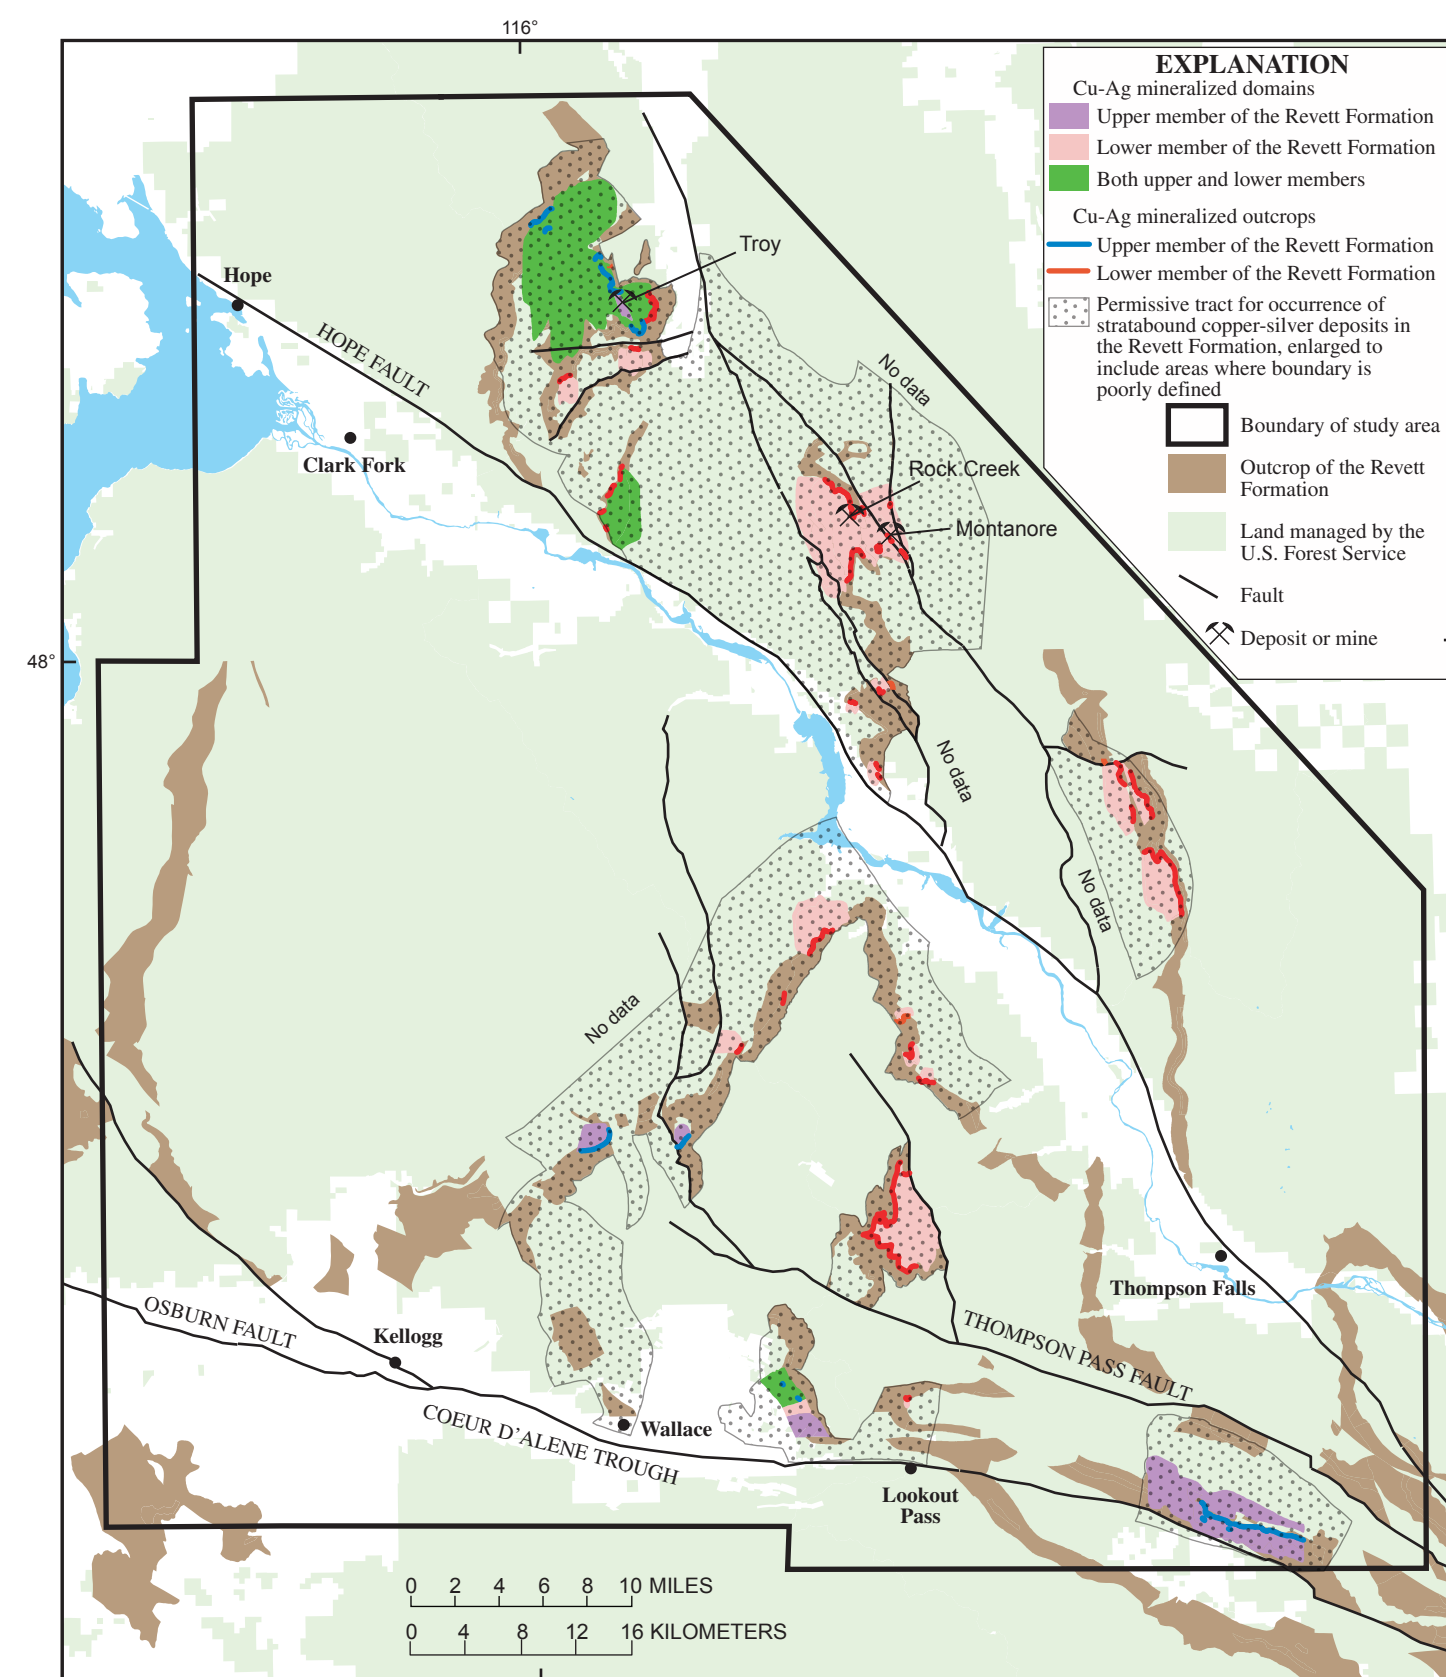 116°
EXPLANATION
Cu-Ag mineralized domains
Upper member of the Revett Formation
Lower member of the Revett Formation
Both upper and lower members
Cu-Ag mineralized outcrops
Upper member of the Revett Formation
Lower member of the Revett Formation
Permissive tract for occurrence of
stratabound copper-silver deposits in
the Revett Formation, enlarged to
include areas where boundary is
poorly defined
Boundary of study area
Outcrop of the Revett
Formation
Land managed by the
U.S. Forest Service
Fault
Deposit or mine
Troy
Hope
HOPE FAULT
No data
Clark Fork
Rock Creek
Montanore
48°
No data
No data
No data
Thompson Falls
OSBURN FAULT
Kellogg
THOMPSON PASS FAULT
Wallace
COEUR D'ALENE TROUGH
Lookout
Pass
0 2 4 6 8 10 MILES
0 4 8 12 16 KILOMETERS